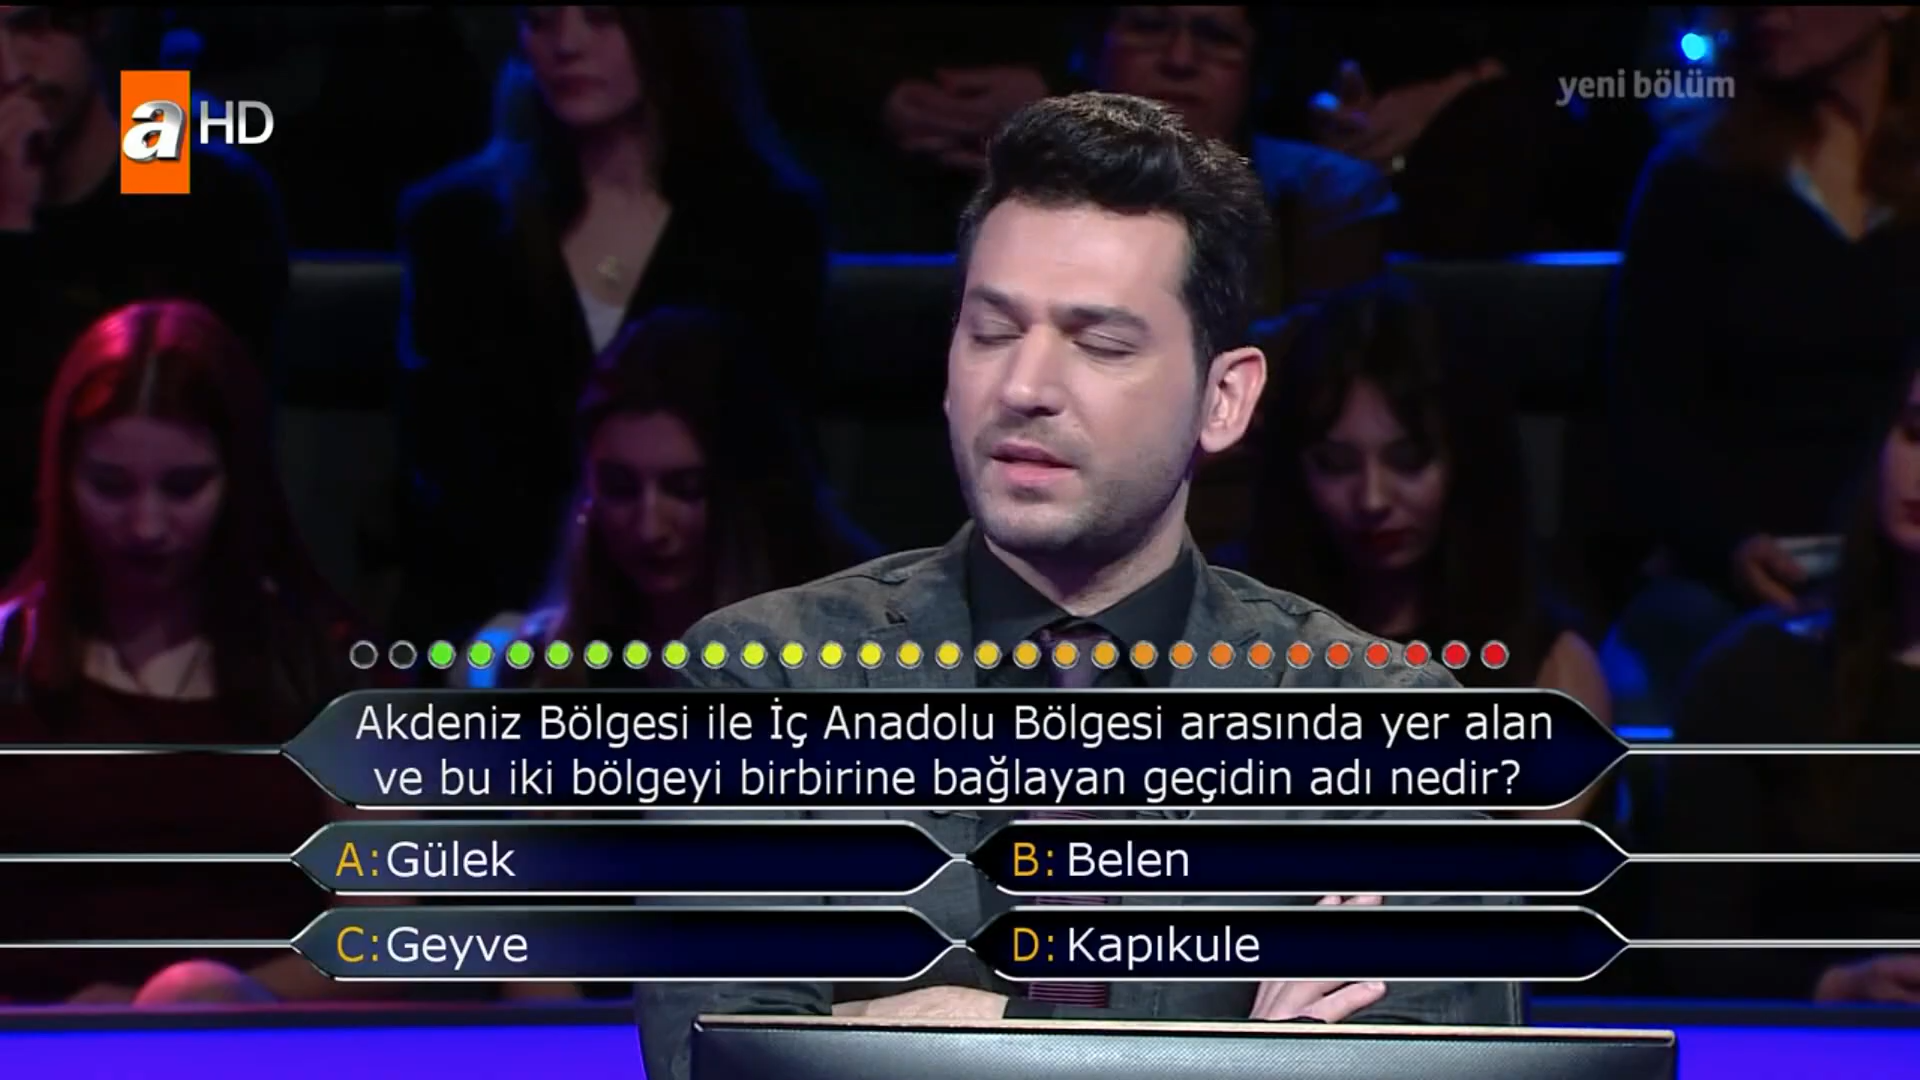 a HD
yeni bölüm
Akdeniz Bölgesi ile İç Anadolu Bölgesi arasında yer alan
ve bu iki bölgeyi birbirine bağlayan geçidin adı nedir?
A: Gülek
B: Belen
C: Geyve
D: Kapıkule